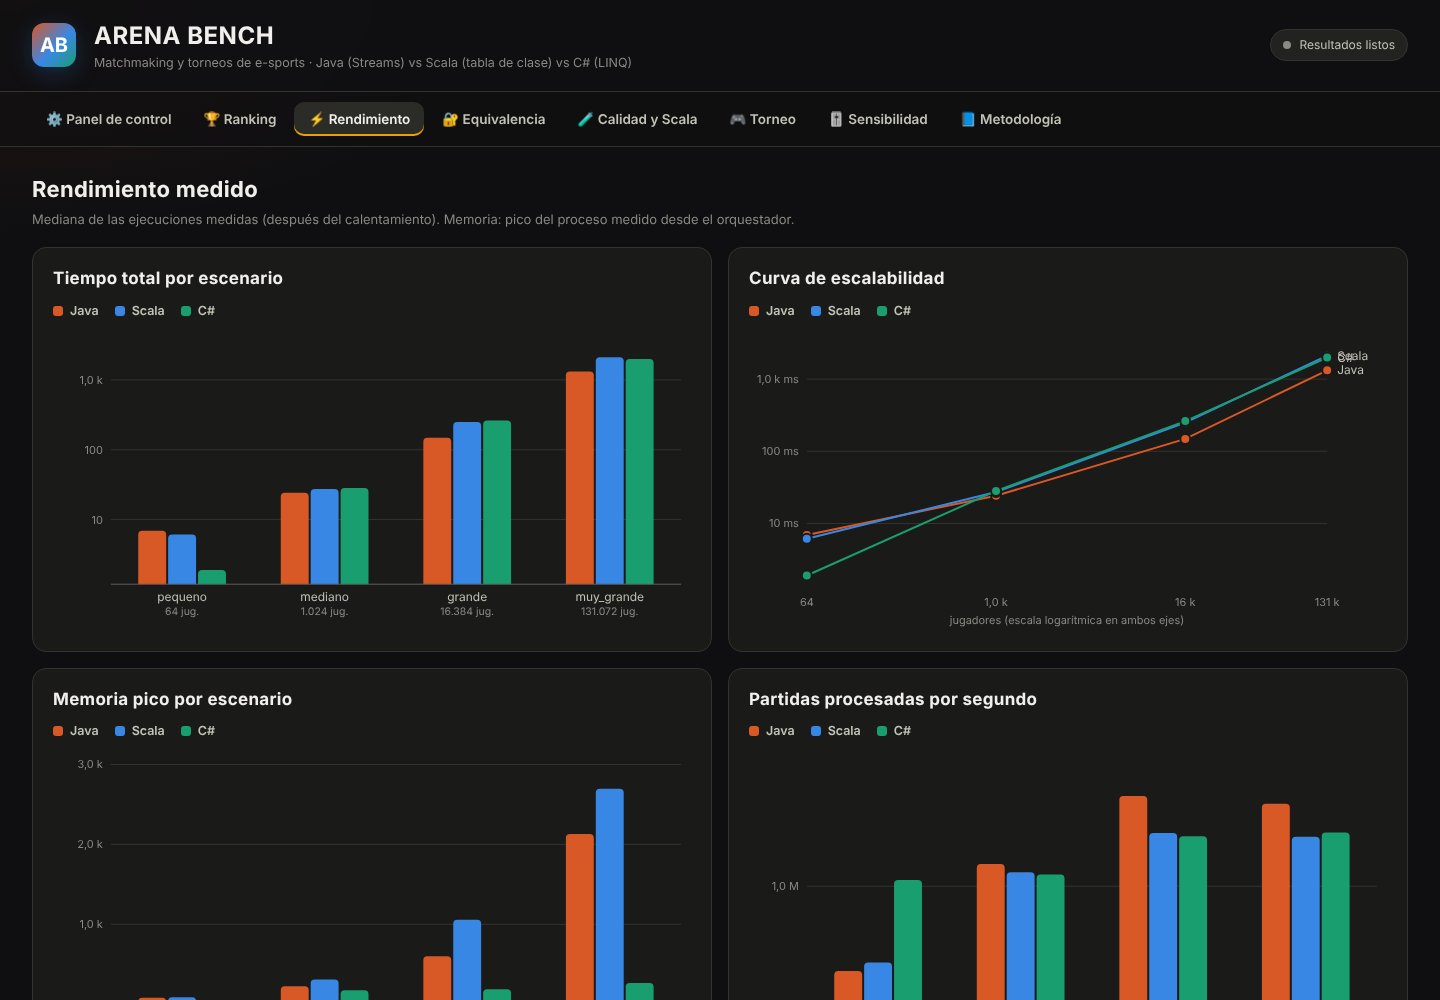 AB
ARENA BENCH
Matchmaking y torneos de e-sports · Java (Streams) vs Scala (tabla de clase) vs C# (LINQ)
Resultados listos
Panel de control
Ranking
Rendimiento
Equivalencia
Calidad y Scala
Torneo
Sensibilidad
Metodología
Rendimiento medido
Mediana de las ejecuciones medidas (después del calentamiento). Memoria: pico del proceso medido desde el orquestador.
Tiempo total por escenario
Java Scala C#
1,0 k
100
10
pequeno mediano grande muy_grande
64 jug. 1.024 jug. 16.384 jug. 131.072 jug.
Curva de escalabilidad
Java Scala C#
Scala
C#
Java
1,0 k ms
100 ms
10 ms
64 1,0 k 16 k 131 k
jugadores (escala logarítmica en ambos ejes)
Memoria pico por escenario
Java Scala C#
3,0 k
2,0 k
1,0 k
Partidas procesadas por segundo
Java Scala C#
1,0 M